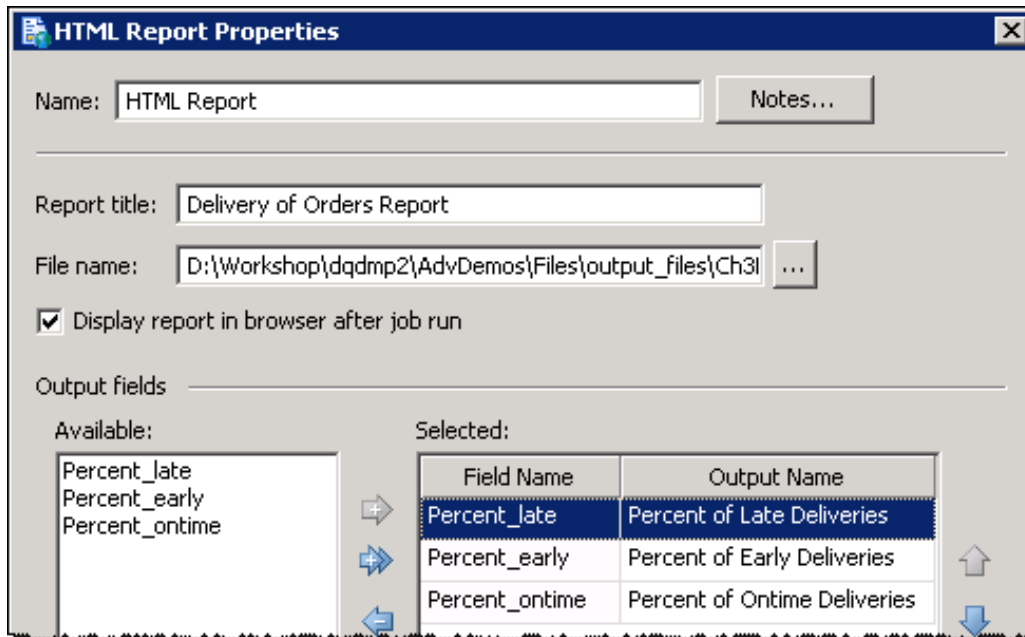 HTML Report Properties
Name: HTML Report Notes...
Report title: Delivery of Orders Report
File name: D:\Workshop\dqdmp2\AdvDemos\Files\output_files\Ch3 ...
Display report in browser after job run
Output fields
Available: Selected:
Percent_late
Percent_early
Percent_ontime
Field Name Output Name
Percent_late Percent of Late Deliveries
Percent_early Percent of Early Deliveries
Percent_ontime Percent of Ontime Deliveries